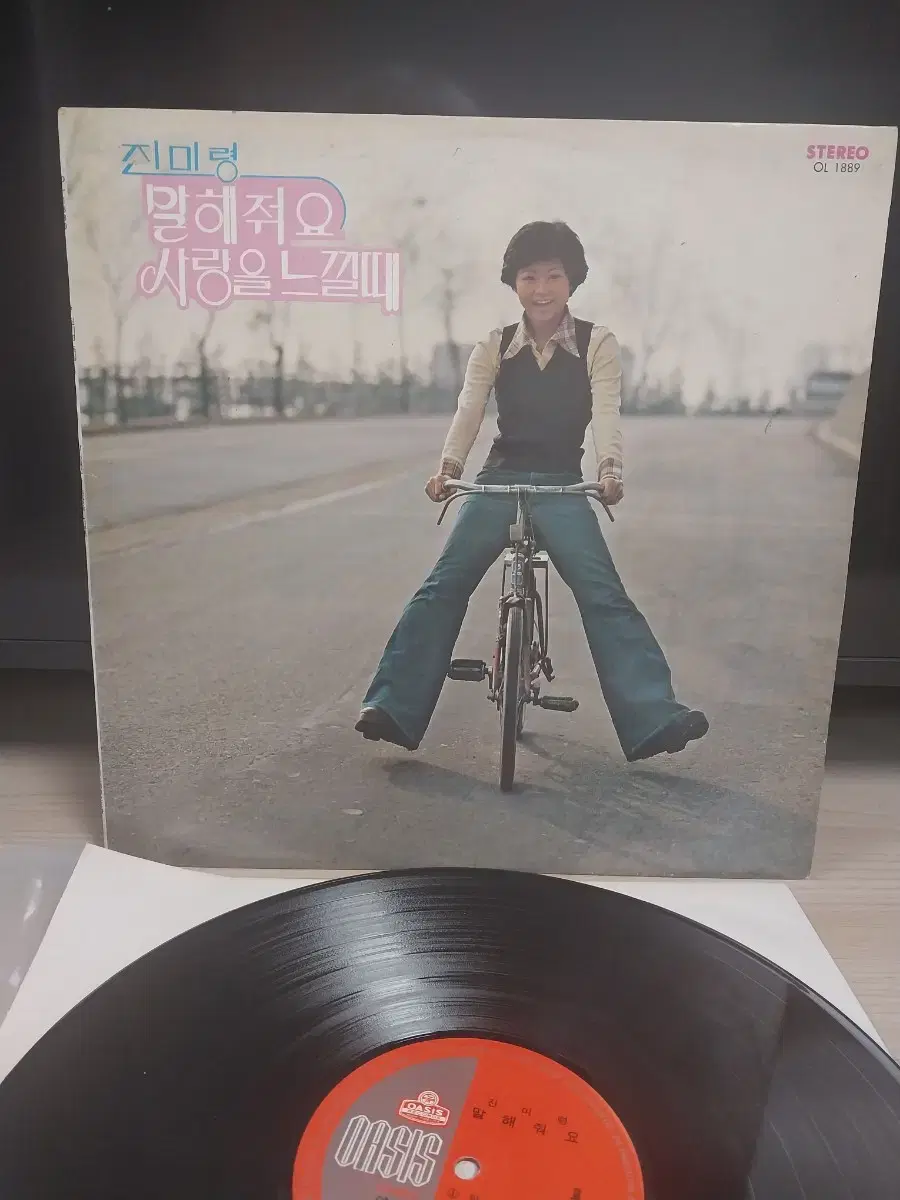 진미령
말해줘요
사랑을 느낄때
STEREO
OL 1889
OASIS
RECORDS
OASIS
진 미 령
말 해 줘 요